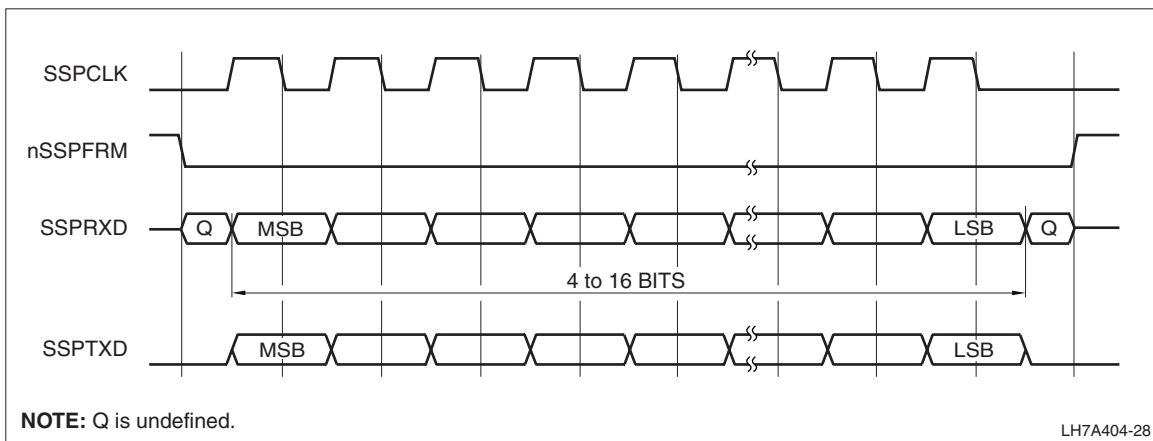 SSPCLK
nSSPFRM
SSPRXD
Q MSB LSB Q
4 to 16 BITS
SSPTXD
MSB LSB
NOTE: Q is undefined.
LH7A404-28